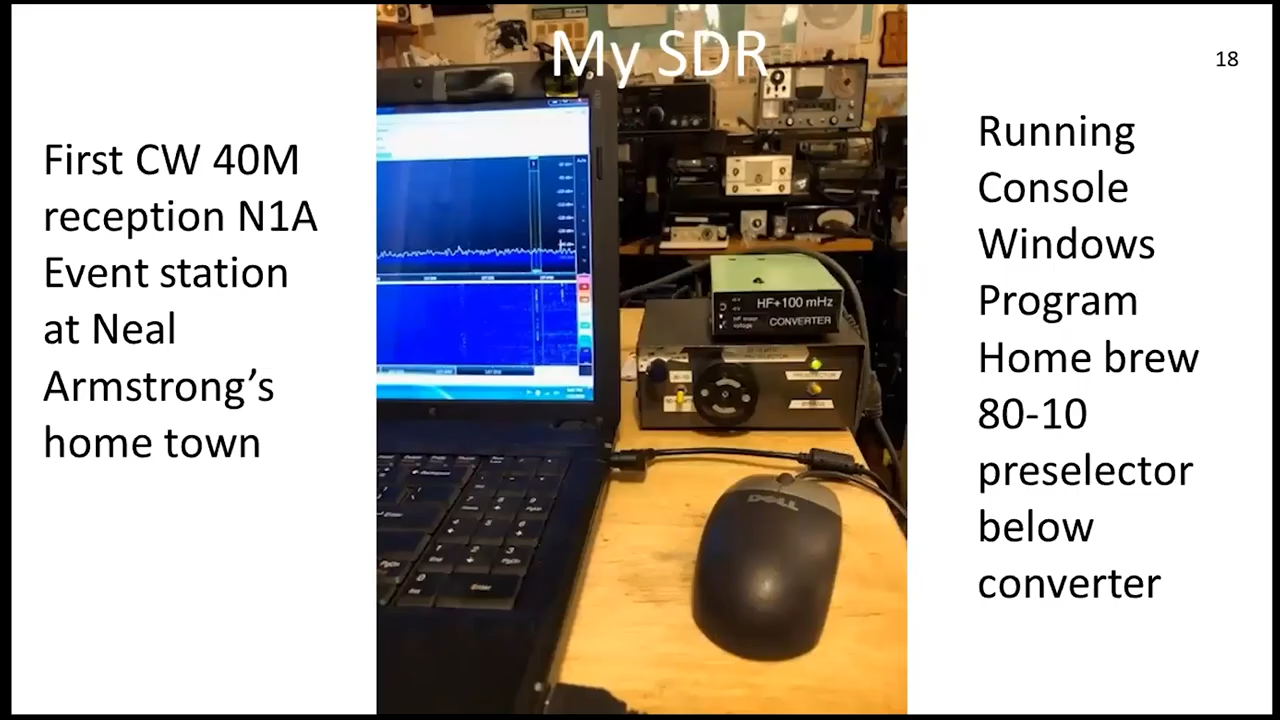 My SDR
18
First CW 40M
reception N1A
Event station
at Neal
Armstrong's
home town
Running
Console
Windows
Program
Home brew
80-10
preselector
below
converter
HF+100 mHz
CONVERTER
DELL